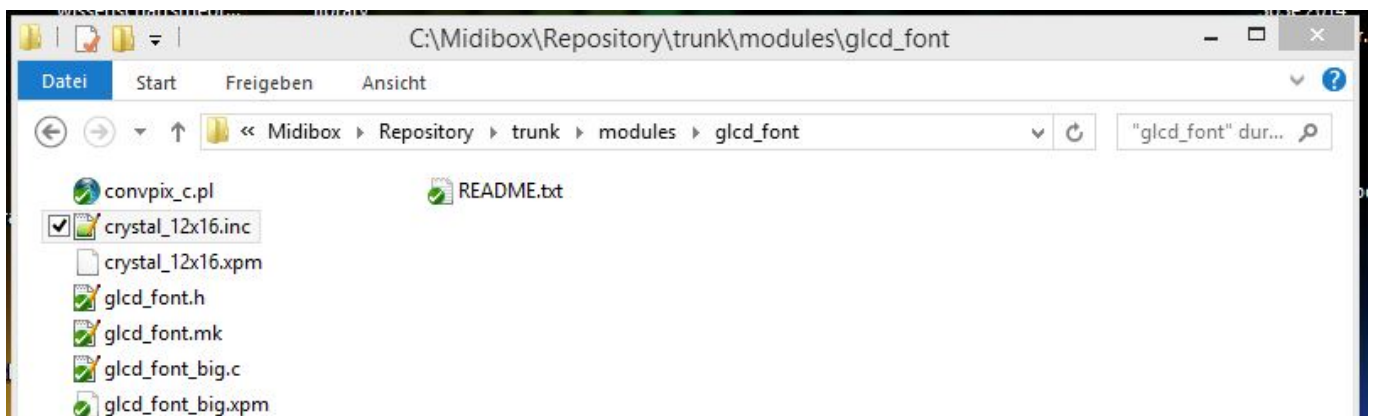 C:\Midibox\Repository\trunk\modules\glcd_font
Datei Start Freigeben Ansicht
« Midibox Repository trunk modules glcd_font "glcd_font" dur...
convpix_c.pl README.txt
crystal_12x16.inc
crystal_12x16.xpm
glcd_font.h
glcd_font.mk
glcd_font_big.c
glcd_font_big.xpm